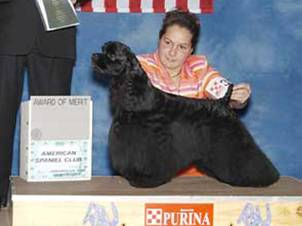 AWARD OF MERIT
AMERICAN
SPANIEL CLUB
PURINA